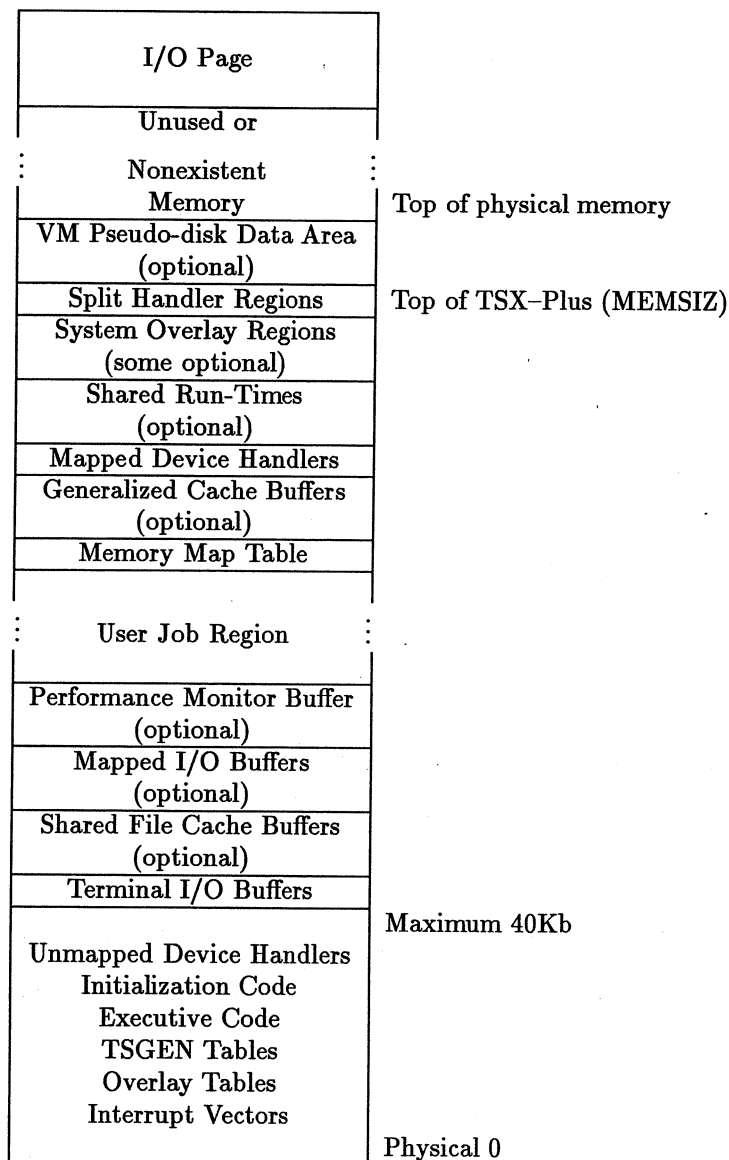 I/O Page
Unused or
Nonexistent
Memory
Top of physical memory
VM Pseudo-disk Data Area
(optional)
Split Handler Regions
Top of TSX–Plus (MEMSIZ)
System Overlay Regions
(some optional)
Shared Run-Times
(optional)
Mapped Device Handlers
Generalized Cache Buffers
(optional)
Memory Map Table
User Job Region
Performance Monitor Buffer
(optional)
Mapped I/O Buffers
(optional)
Shared File Cache Buffers
(optional)
Terminal I/O Buffers
Maximum 40Kb
Unmapped Device Handlers
Initialization Code
Executive Code
TSGEN Tables
Overlay Tables
Interrupt Vectors
Physical 0